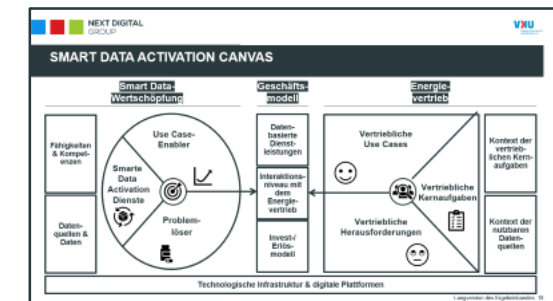 NEXT DIGITAL
GROUP
VKU
SMART DATA ACTIVATION CANVAS
Smart Data-
Wertschöpfung
Geschäfts-
modell
Energie-
vertrieb
Fähigkeiten
& Kompet-
enzen
Daten-
quellen &
Daten
Use Case-
Enabler
Smarte
Data
Activation
Dienste
Problem-
löser
Daten-
basierte
Dienst-
leistungen
Interaktions-
niveau mit
dem
Energie-
vertrieb
Invest-/
Erlös-
modell
Vertriebliche
Use Cases
Vertriebliche
Kernaufgaben
Vertriebliche
Herausforderungen
Kontext der
vertrieb-
lichen Kern-
aufgaben
Kontext der
nutzbaren
Daten-
quellen
Technologische Infrastruktur & digitale Plattformen
Langversion des Ergebnisbandes